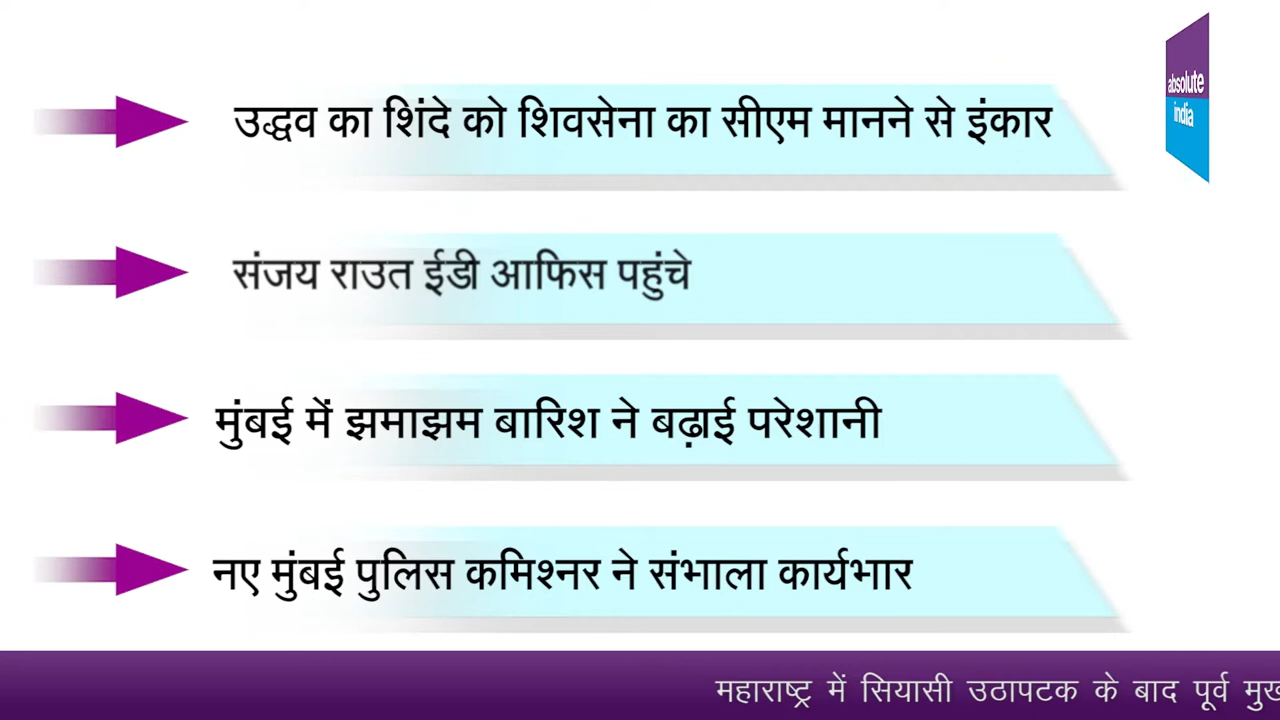 absolute
india
उद्धव का शिंदे को शिवसेना का सीएम मानने से इंकार
संजय राउत ईडी आफिस पहुंचे
मुंबई में झमाझम बारिश ने बढ़ाई परेशानी
नए मुंबई पुलिस कमिश्नर ने संभाला कार्यभार
महाराष्ट्र में सियासी उठापटक के बाद पूर्व